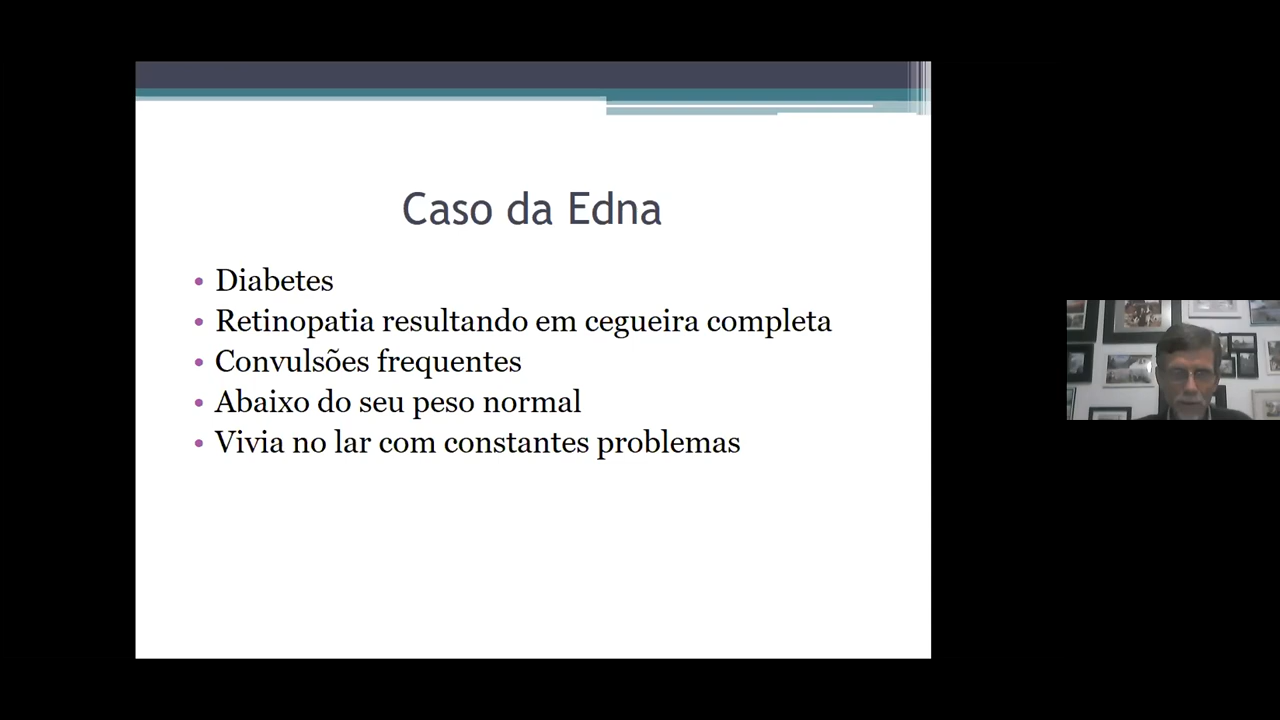 Caso da Edna
• Diabetes
• Retinopatia resultando em cegueira completa
• Convulsões frequentes
• Abaixo do seu peso normal
• Vivia no lar com constantes problemas